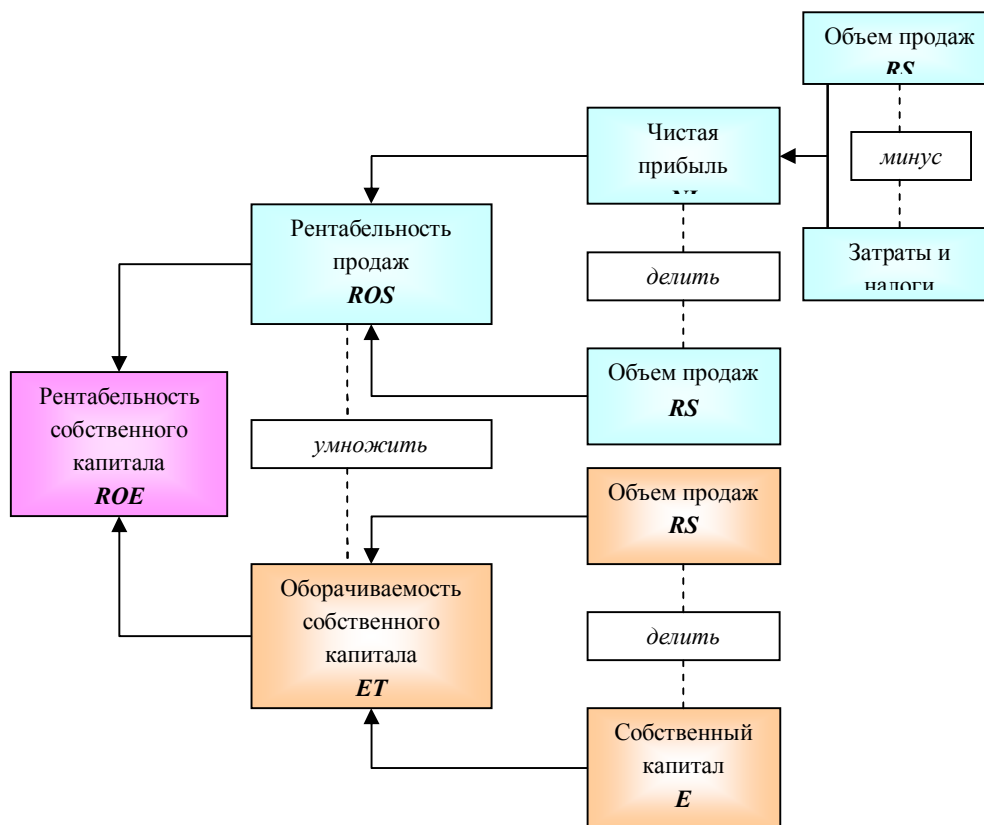 Объем продаж
RS
Чистая
прибыль
минус
Рентабельность
продаж
ROS
Затраты и
налоги
делить
Объем продаж
RS
Рентабельность
собственного
капитала
ROE
умножить
Объем продаж
RS
Оборачиваемость
собственного
капитала
ET
делить
Собственный
капитал
E